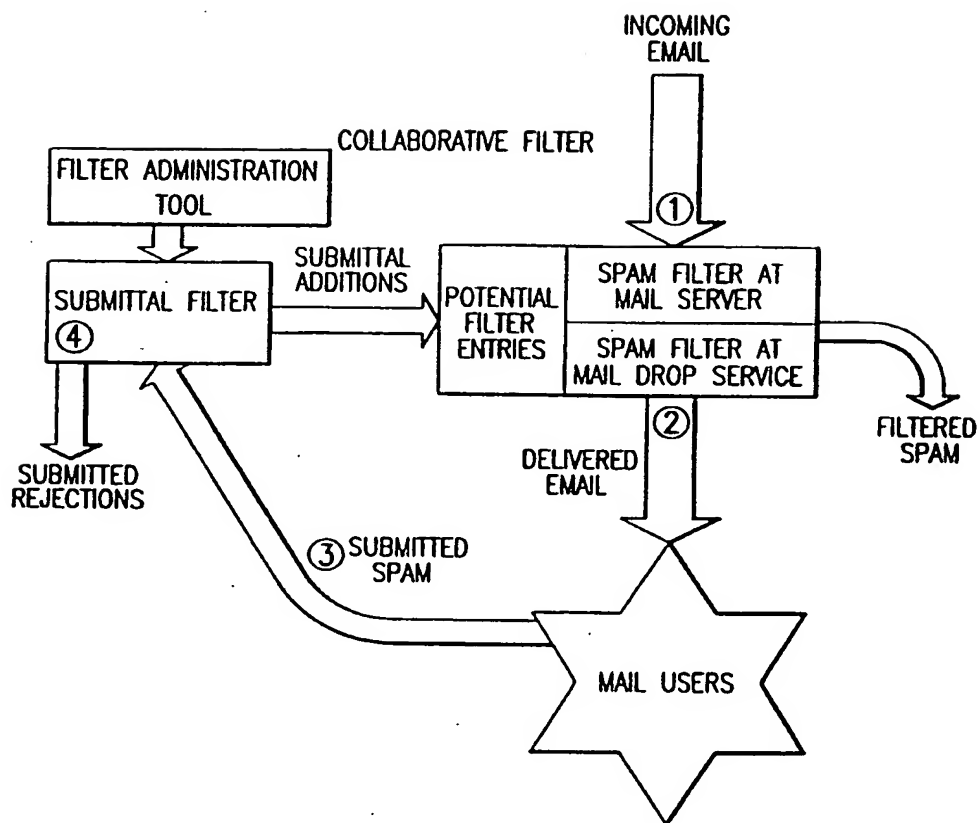 INCOMING
EMAIL
COLLABORATIVE FILTER
FILTER ADMINISTRATION
TOOL
①
SUBMITTAL
ADDITIONS
SUBMITTAL FILTER
④
POTENTIAL
FILTER
ENTRIES
SPAM FILTER AT
MAIL SERVER
SPAM FILTER AT
MAIL DROP SERVICE
②
FILTERED
SPAM
DELIVERED
EMAIL
SUBMITTED
REJECTIONS
③ SUBMITTED
SPAM
MAIL USERS